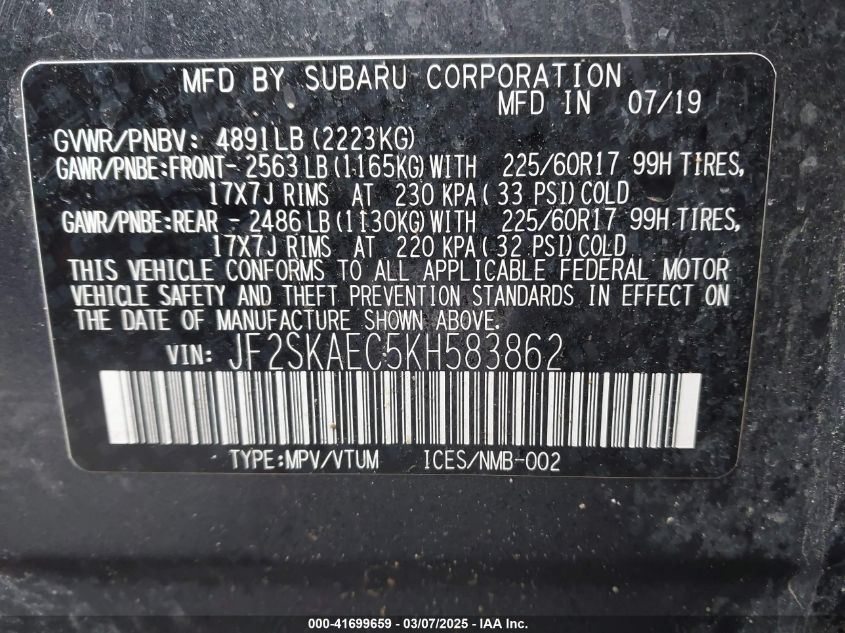 MFD BY SUBARU CORPORATION
MFD IN 07/19
GVWR/PNBV: 4891LB (2223KG)
GAWR/PNBE:FRONT- 2563 LB (1165KG) WITH 225/60R17 99H TIRES,
17X7J RIMS AT 230 KPA ( 33 PSI) COLD
GAWR/PNBE:REAR - 2486 LB (1130KG) WITH 225/60R17 99H TIRES,
17X7J RIMS AT 220 KPA ( 32 PSI) COLD
THIS VEHICLE CONFORMS TO ALL APPLICABLE FEDERAL MOTOR
VEHICLE SAFETY AND THEFT PREVENTION STANDARDS IN EFFECT ON
THE DATE OF MANUFACTURE SHOWN ABOVE.
VIN: JF2SKAEC5KH583862
TYPE:MPV/VTUM ICES/NMB-002
000-41699659 - 03/07/2025 - IAA Inc.